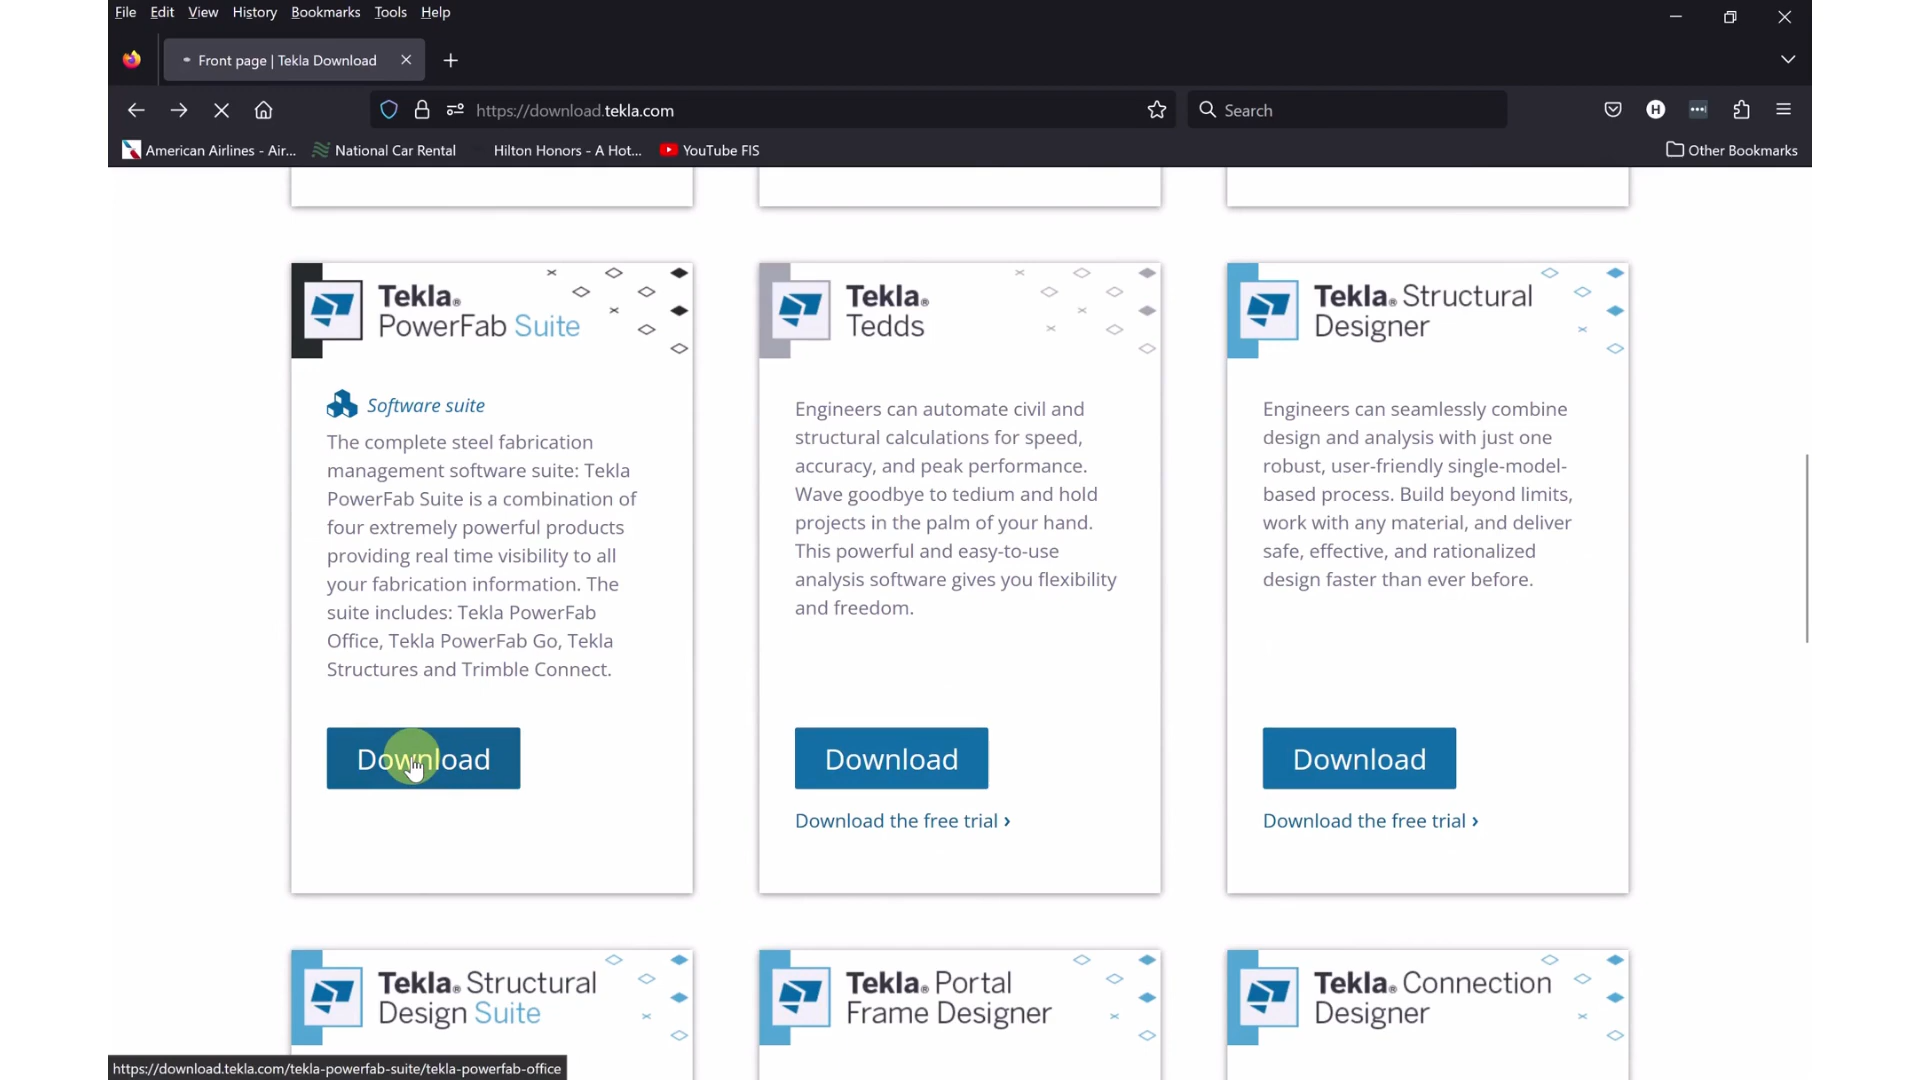 File Edit View History Bookmarks Tools Help
Front page | Tekla Download
https://download.tekla.com
Search
H
American Airlines - Air...
National Car Rental
Hilton Honors - A Hot...
YouTube FIS
Other Bookmarks
Tekla®
PowerFab Suite
Software suite
The complete steel fabrication
management software suite: Tekla
PowerFab Suite is a combination of
four extremely powerful products
providing real time visibility to all
your fabrication information. The
suite includes: Tekla PowerFab
Office, Tekla PowerFab Go, Tekla
Structures and Trimble Connect.
Download
Tekla®
Tedds
Engineers can automate civil and
structural calculations for speed,
accuracy, and peak performance.
Wave goodbye to tedium and hold
projects in the palm of your hand.
This powerful and easy-to-use
analysis software gives you flexibility
and freedom.
Download
Download the free trial ›
Tekla® Structural
Designer
Engineers can seamlessly combine
design and analysis with just one
robust, user-friendly single-model-
based process. Build beyond limits,
work with any material, and deliver
safe, effective, and rationalized
design faster than ever before.
Download
Download the free trial ›
Tekla® Structural
Design Suite
Tekla® Portal
Frame Designer
Tekla® Connection
Designer
https://download.tekla.com/tekla-powerfab-suite/tekla-powerfab-office